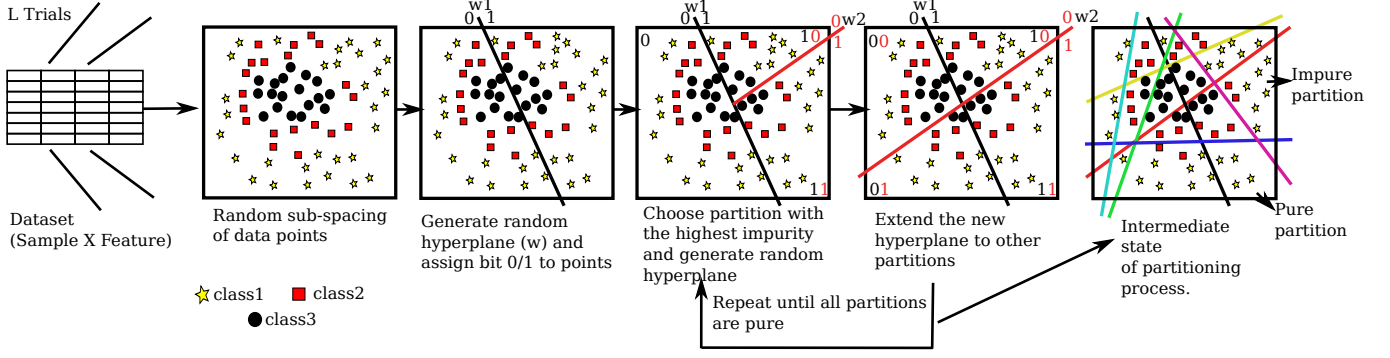 L Trials
Dataset
(Sample X Feature)
Random sub-spacing
of data points
class1
class2
class3
w1
0 1
Generate random
hyperplane (w) and
assign bit 0/1 to points
w1
0 1
0
w2
1
0
10
11
Choose partition with
the highest impurity
and generate random
hyperplane
w1
0 1
0
w2
1
00
10
01
11
Extend the new
hyperplane to other
partitions
Repeat until all partitions
are pure
Impure
partition
Pure
partition
Intermediate
state
of partitioning
process.